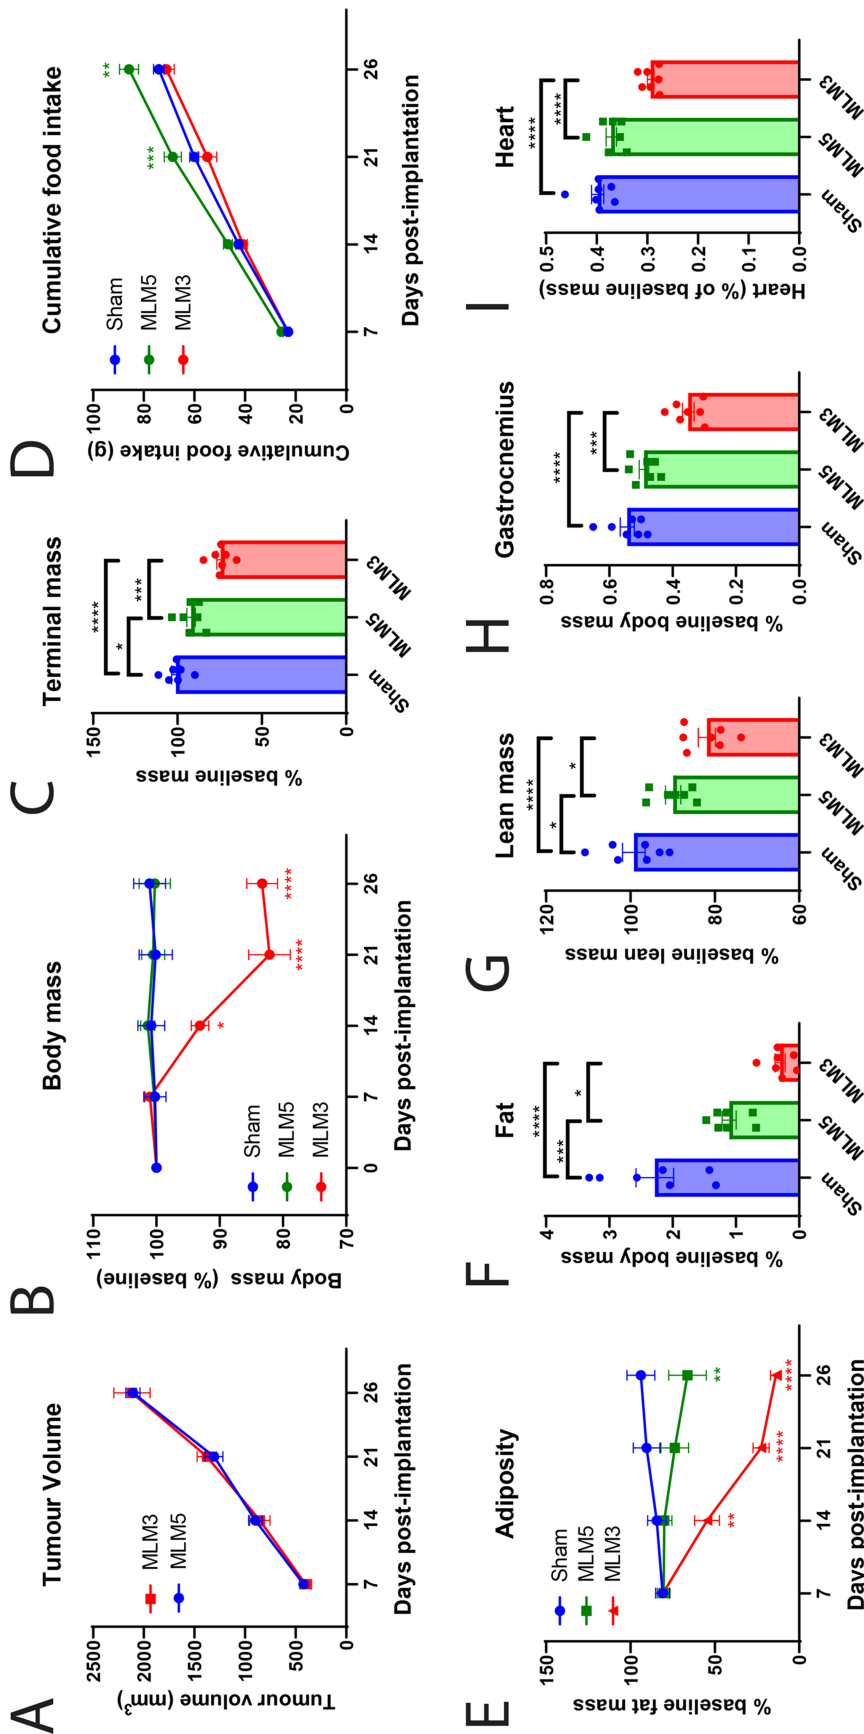 A
Tumour Volume
Tumour volume (mm³)
2500
2000
1500
1000
500
0
MLM3
MLM5
7 14 21 26
Days post-implantation
B
Body mass
Body mass (% baseline)
110
100
90
80
70
Sham
MLM5
MLM3
*
****
****
0 7 14 21 26
Days post-implantation
C
Terminal mass
% baseline mass
150
100
50
0
****
*
***
Sham MLM5 MLM3
D
Cumulative food intake
Cumulative food intake (g)
100
80
60
40
20
0
Sham
MLM5
MLM3
***
**
7 14 21 26
Days post-implantation
E
Adiposity
% baseline fat mass
150
100
50
0
Sham
MLM5
MLM3
**
****
**
****
7 14 21 26
Days post-implantation
F
Fat
% baseline body mass
4
3
2
1
0
****
***
*
Sham MLM5 MLM3
G
Lean mass
% baseline lean mass
120
100
80
60
****
*
*
Sham MLM5 MLM3
H
Gastrocnemius
% baseline body mass
0.8
0.6
0.4
0.2
0.0
****
***
Sham MLM5 MLM3
I
Heart
Heart (% of baseline mass)
0.5
0.4
0.3
0.2
0.1
0.0
****
****
Sham MLM5 MLM3